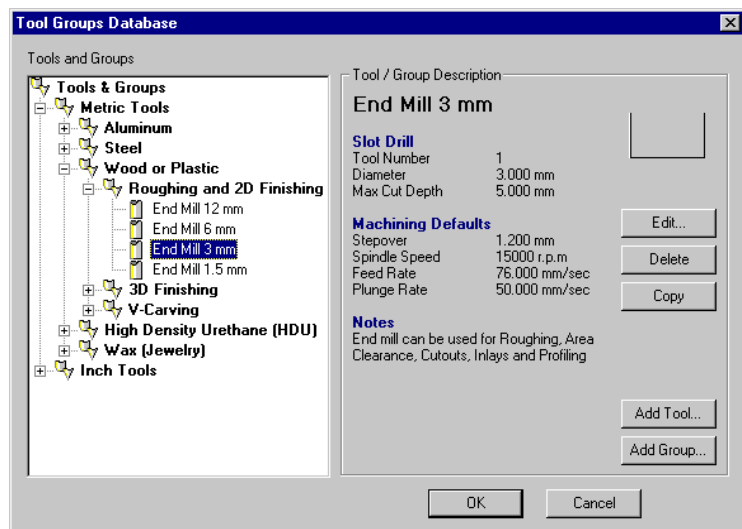 Tool Groups Database
Tools and Groups
Tools & Groups
Metric Tools
Aluminum
Steel
Wood or Plastic
Roughing and 2D Finishing
End Mill 12 mm
End Mill 6 mm
End Mill 3 mm
End Mill 1.5 mm
3D Finishing
V-Carving
High Density Urethane (HDU)
Wax (Jewelry)
Inch Tools
Tool / Group Description
End Mill 3 mm
Slot Drill
Tool Number 1
Diameter 3.000 mm
Max Cut Depth 5.000 mm
Machining Defaults
Stepover 1.200 mm
Spindle Speed 15000 r.p.m
Feed Rate 76.000 mm/sec
Plunge Rate 50.000 mm/sec
Notes
End mill can be used for Roughing, Area
Clearance, Cutouts, Inlays and Profiling
Edit...
Delete
Copy
Add Tool...
Add Group...
OK
Cancel